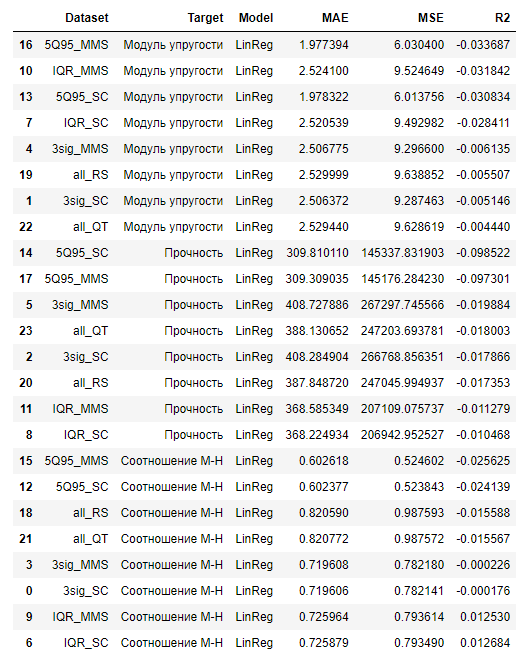 Dataset Target Model MAE MSE R2
16 5Q95_MMS Модуль упругости LinReg 1.977394 6.030400 -0.033687
10 IQR_MMS Модуль упругости LinReg 2.524100 9.524649 -0.031842
13 5Q95_SC Модуль упругости LinReg 1.978322 6.013756 -0.030834
7 IQR_SC Модуль упругости LinReg 2.520539 9.492982 -0.028411
4 3sig_MMS Модуль упругости LinReg 2.506775 9.296600 -0.006135
19 all_RS Модуль упругости LinReg 2.529999 9.638852 -0.005507
1 3sig_SC Модуль упругости LinReg 2.506372 9.287463 -0.005146
22 all_QT Модуль упругости LinReg 2.529440 9.628619 -0.004440
14 5Q95_SC Прочность LinReg 309.810110 145337.831903 -0.098522
17 5Q95_MMS Прочность LinReg 309.309035 145176.284230 -0.097301
5 3sig_MMS Прочность LinReg 408.727886 267297.745566 -0.019884
23 all_QT Прочность LinReg 388.130652 247203.693781 -0.018003
2 3sig_SC Прочность LinReg 408.284904 266768.856351 -0.017866
20 all_RS Прочность LinReg 387.848720 247045.994937 -0.017353
11 IQR_MMS Прочность LinReg 368.585349 207109.075737 -0.011279
8 IQR_SC Прочность LinReg 368.224934 206942.952527 -0.010468
15 5Q95_MMS Соотношение М-Н LinReg 0.602618 0.524602 -0.025625
12 5Q95_SC Соотношение М-Н LinReg 0.602377 0.523843 -0.024139
18 all_RS Соотношение М-Н LinReg 0.820590 0.987593 -0.015588
21 all_QT Соотношение М-Н LinReg 0.820772 0.987572 -0.015567
3 3sig_MMS Соотношение М-Н LinReg 0.719608 0.782180 -0.000226
0 3sig_SC Соотношение М-Н LinReg 0.719606 0.782141 -0.000176
9 IQR_MMS Соотношение М-Н LinReg 0.725964 0.793614 0.012530
6 IQR_SC Соотношение М-Н LinReg 0.725879 0.793490 0.012684